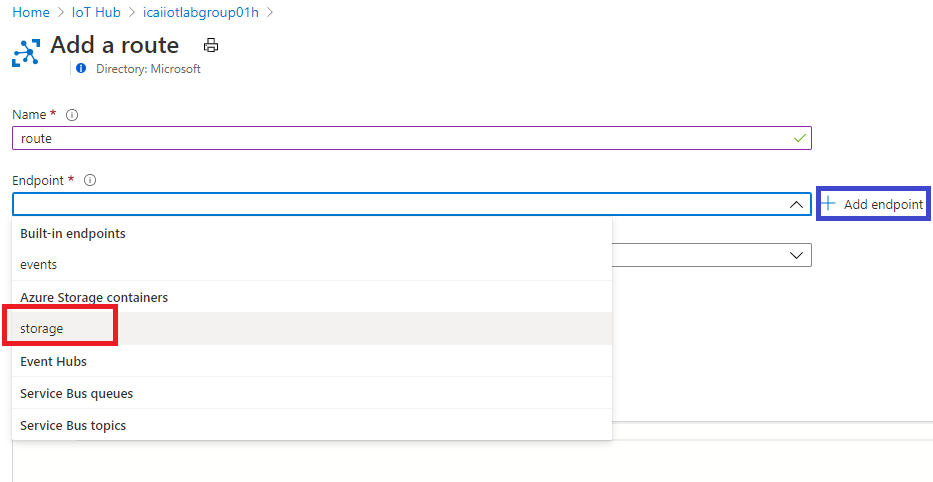 Home > IoT Hub > icaiiotlabgroup01h >
Add a route
Directory: Microsoft
Name *
route
Endpoint *
Add endpoint
Built-in endpoints
events
Azure Storage containers
storage
Event Hubs
Service Bus queues
Service Bus topics